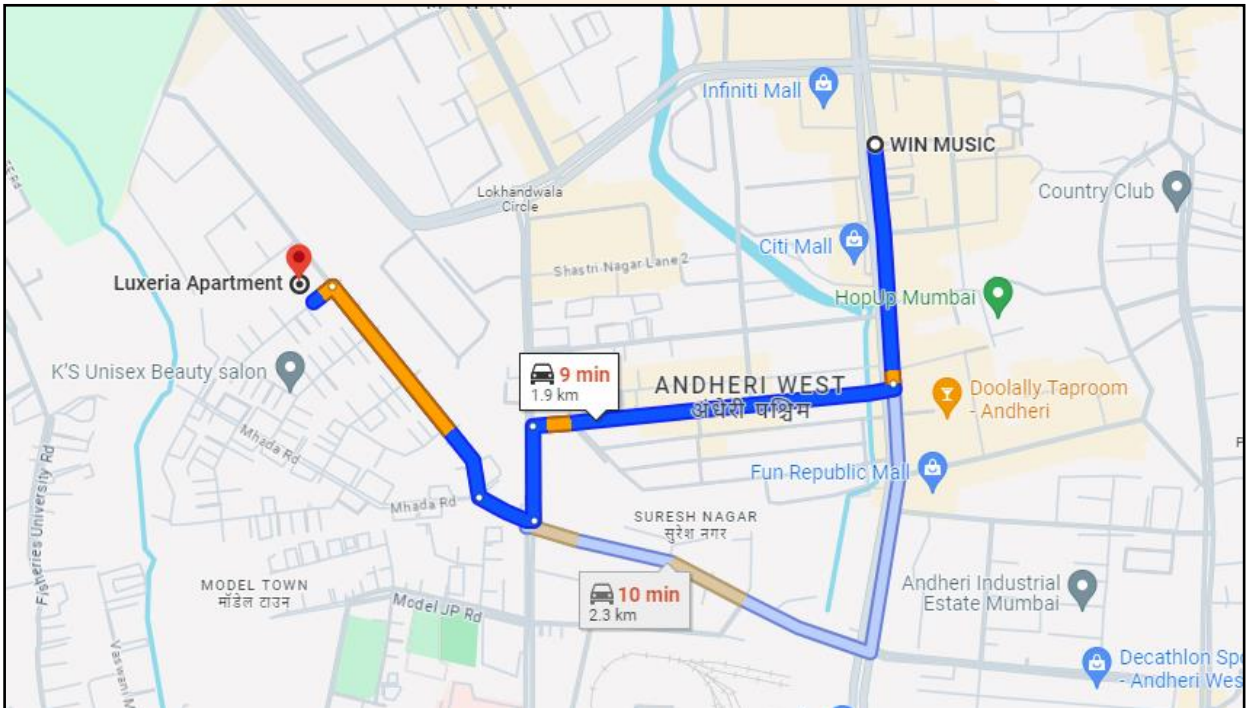 Infiniti Mall
WIN MUSIC
Country Club
Lokhandwala
Circle
Citi Mall
Shastri Nagar Lane 2
Luxeria Apartment
HopUp Mumbai
K'S Unisex Beauty salon
9 min
1.9 km
ANDHERI WEST
अंधेरी पश्चिम
Doolally Taproom
- Andheri
Mhada Rd
Fun Republic Mall
Fisheries University Rd
Mhada Rd
SURESH NAGAR
सुरेश नगर
MODEL TOWN
मॉडेल टाउन
10 min
2.3 km
Andheri Industrial
Estate Mumbai
Model JP Rd
Vaswani M
Decathlon Spo
- Andheri Wes